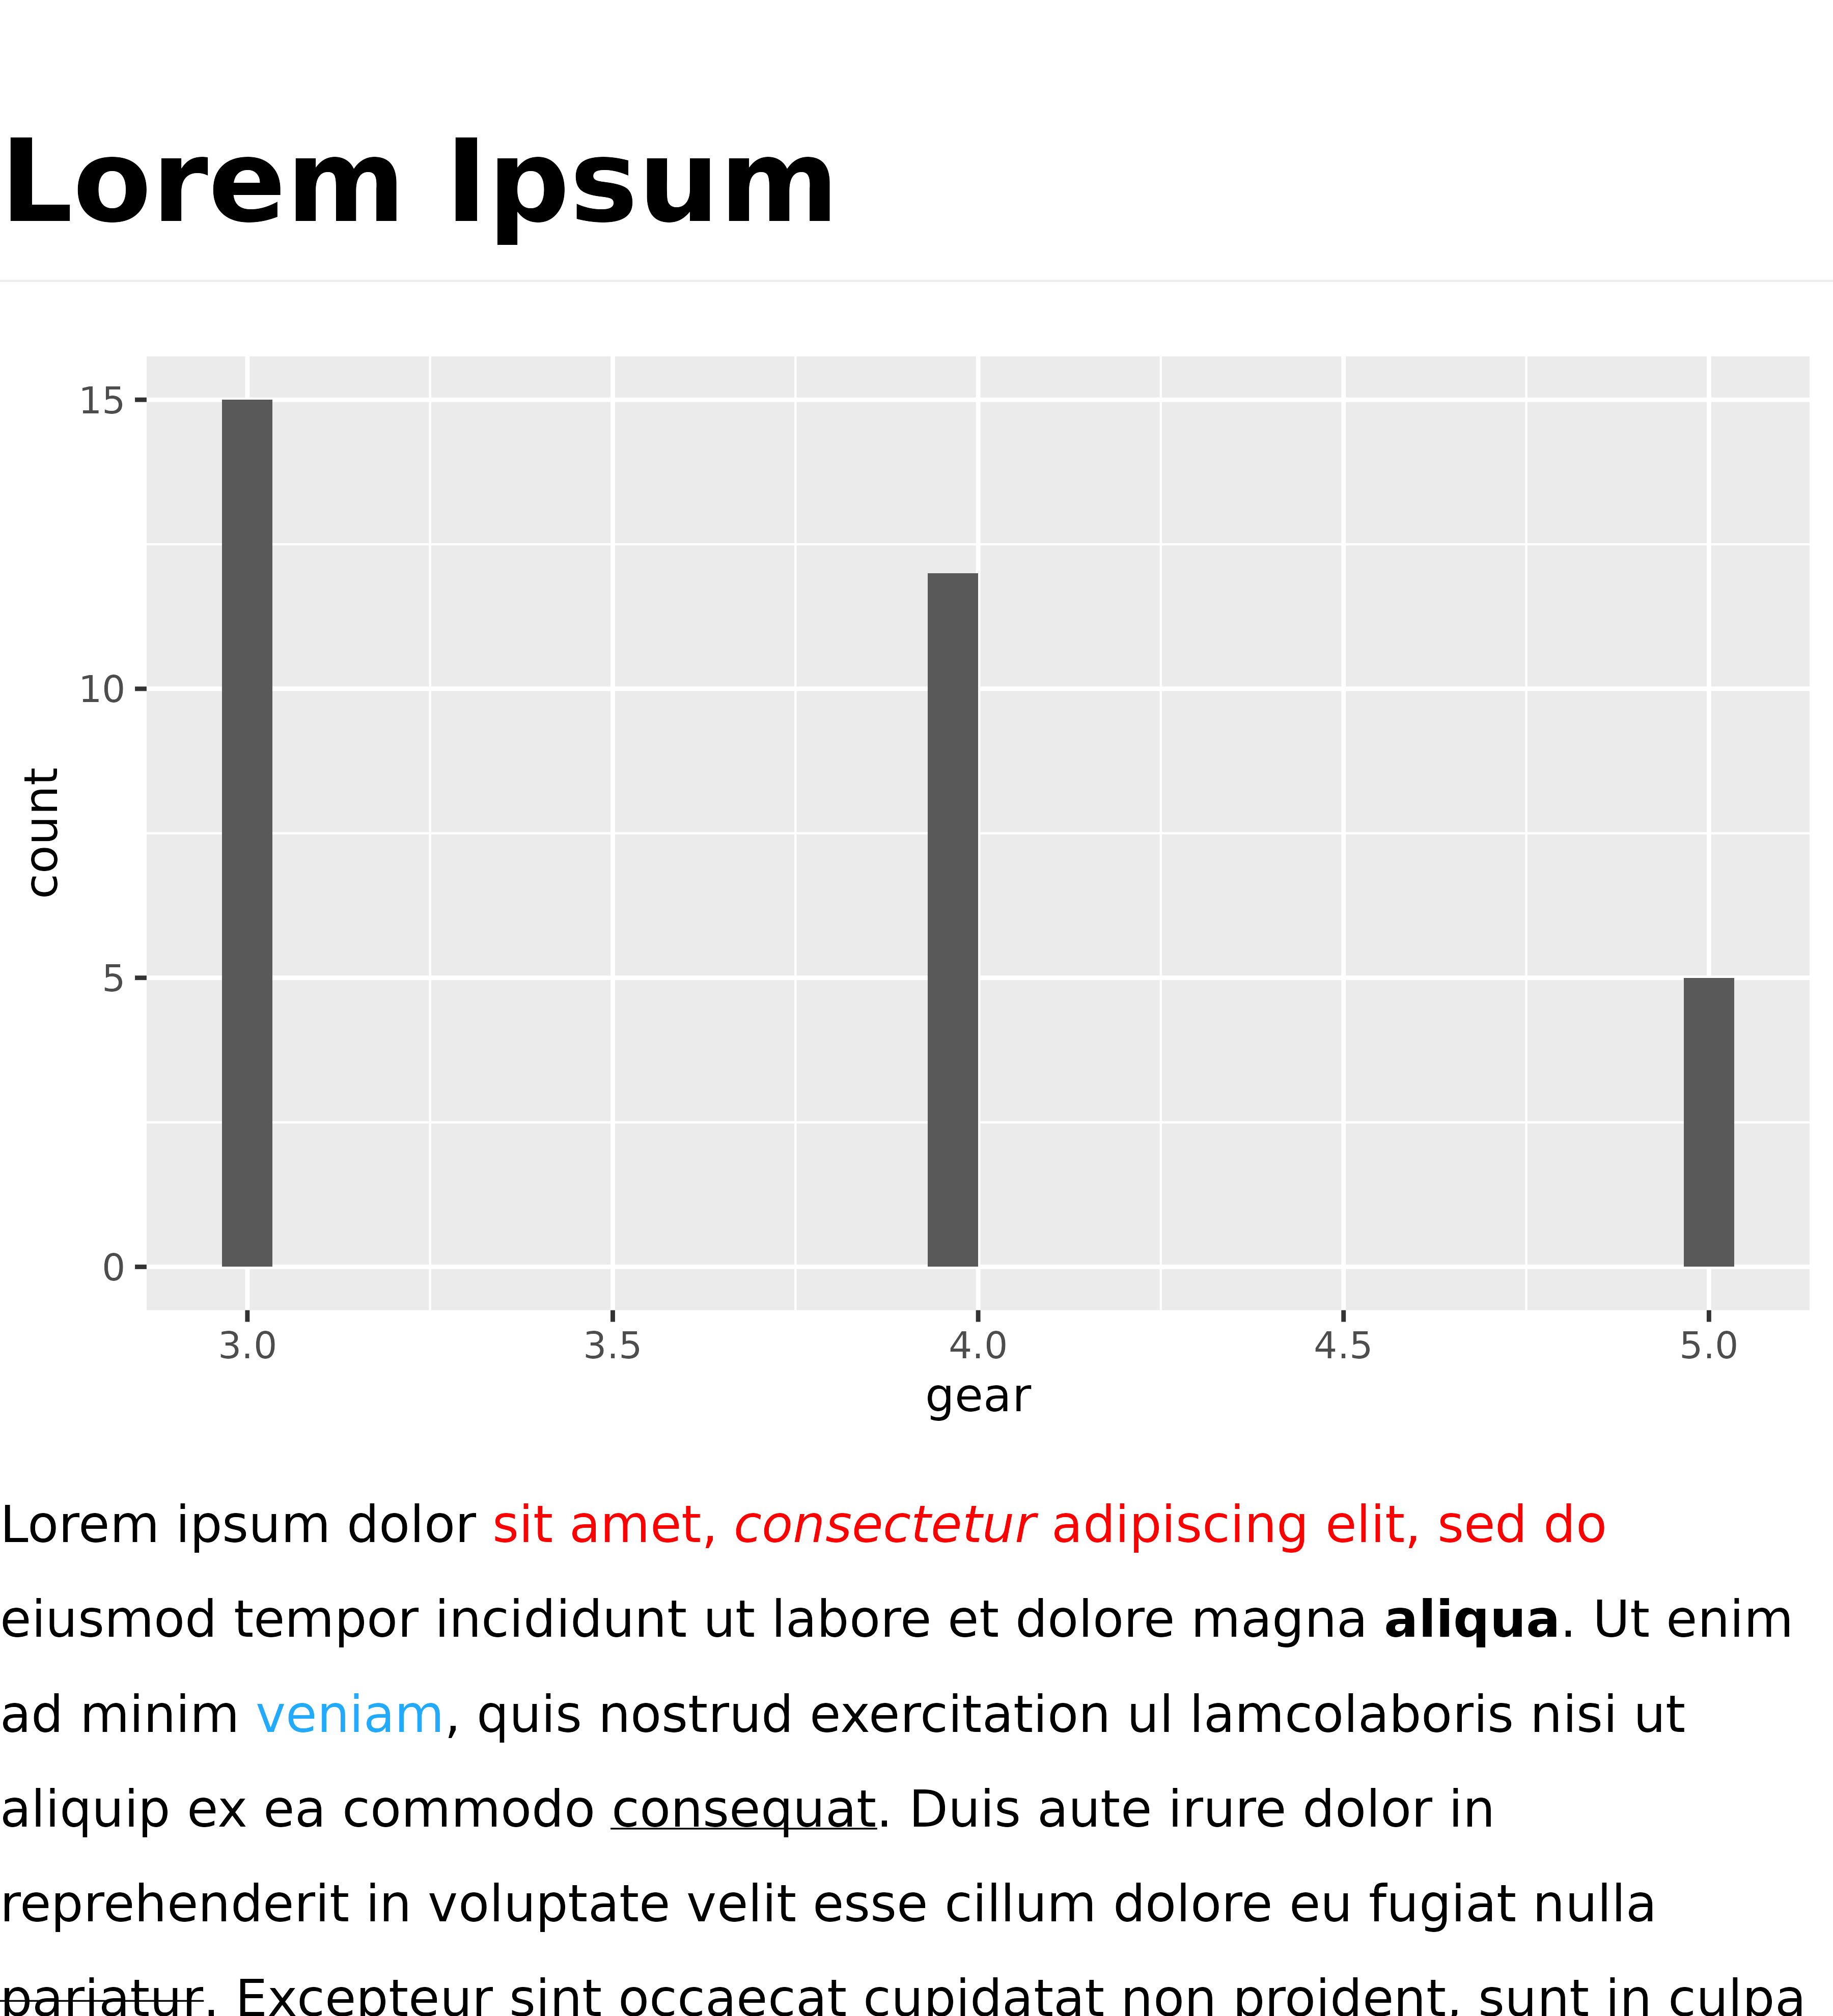 Lorem Ipsum
15
10
5
0
count
3.0 3.5 4.0 4.5 5.0
gear
Lorem ipsum dolor sit amet, consectetur adipiscing elit, sed do
eiusmod tempor incididunt ut labore et dolore magna aliqua. Ut enim
ad minim veniam, quis nostrud exercitation ul lamcolaboris nisi ut
aliquip ex ea commodo consequat. Duis aute irure dolor in
reprehenderit in voluptate velit esse cillum dolore eu fugiat nulla
pariatur. Excepteur sint occaecat cupidatat non proident, sunt in culpa